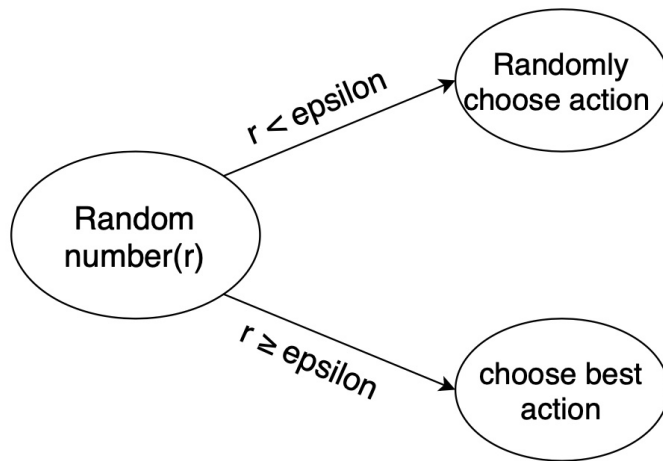 Randomly
choose action
r < epsilon
Random
number(r)
r ≥ epsilon
choose best
action